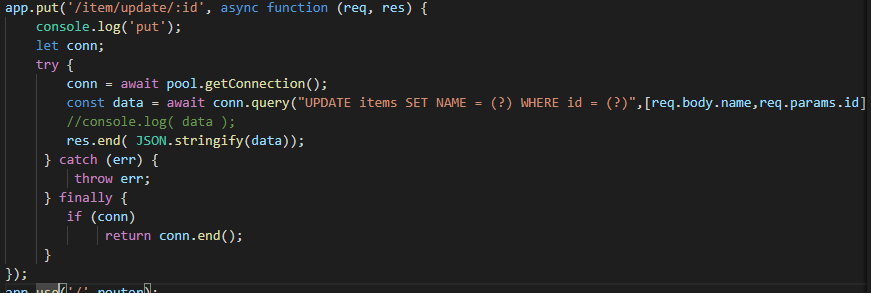 app.put('/item/update/:id', async function (req, res) {
console.log('put');
let conn;
try {
conn = await pool.getConnection();
const data = await conn.query("UPDATE items SET NAME = (?) WHERE id = (?)",[req.body.name,req.params.id]
//console.log( data );
res.end( JSON.stringify(data));
} catch (err) {
throw err;
} finally {
if (conn)
return conn.end();
}
});
app.use('/',router);